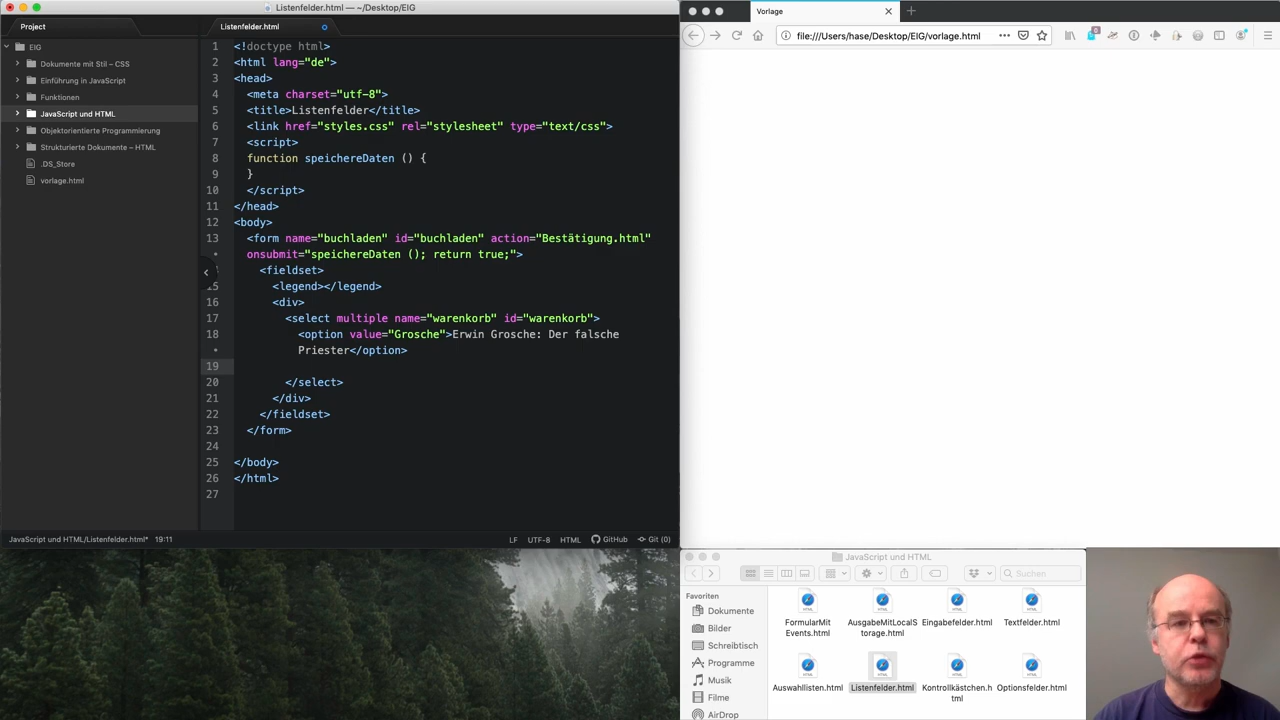 Listenfelder.html — ~/Desktop/EIG
Project
Listenfelder.html
EIG
Dokumente mit Stil – CSS
Einführung in JavaScript
Funktionen
JavaScript und HTML
Objektorientierte Programmierung
Strukturierte Dokumente – HTML
.DS_Store
vorlage.html
1 <!doctype html>
2 <html lang="de">
3 <head>
4 <meta charset="utf-8">
5 <title>Listenfelder</title>
6 <link href="styles.css" rel="stylesheet" type="text/css">
7 <script>
8 function speichereDaten () {
9 }
10 </script>
11 </head>
12 <body>
13 <form name="buchladen" id="buchladen" action="Bestätigung.html"
• onsubmit="speichereDaten (); return true;">
<fieldset>
15 <legend></legend>
16 <div>
17 <select multiple name="warenkorb" id="warenkorb">
18 <option value="Grosche">Erwin Grosche: Der falsche
• Priester</option>
19
20 </select>
21 </div>
22 </fieldset>
23 </form>
24
25 </body>
26 </html>
27
JavaScript und HTML/Listenfelder.html* 19:11
LF UTF-8 HTML GitHub Git (0)
Vorlage
file:///Users/hase/Desktop/EIG/vorlage.html
JavaScript und HTML
Suchen
Favoriten
Dokumente
Bilder
Schreibtisch
Programme
Musik
Filme
AirDrop
FormularMit
Events.html
AusgabeMitLocalS
torage.html
Eingabefelder.html
Textfelder.html
Auswahllisten.html
Listenfelder.html
Kontrollkästchen.h
tml
Optionsfelder.html